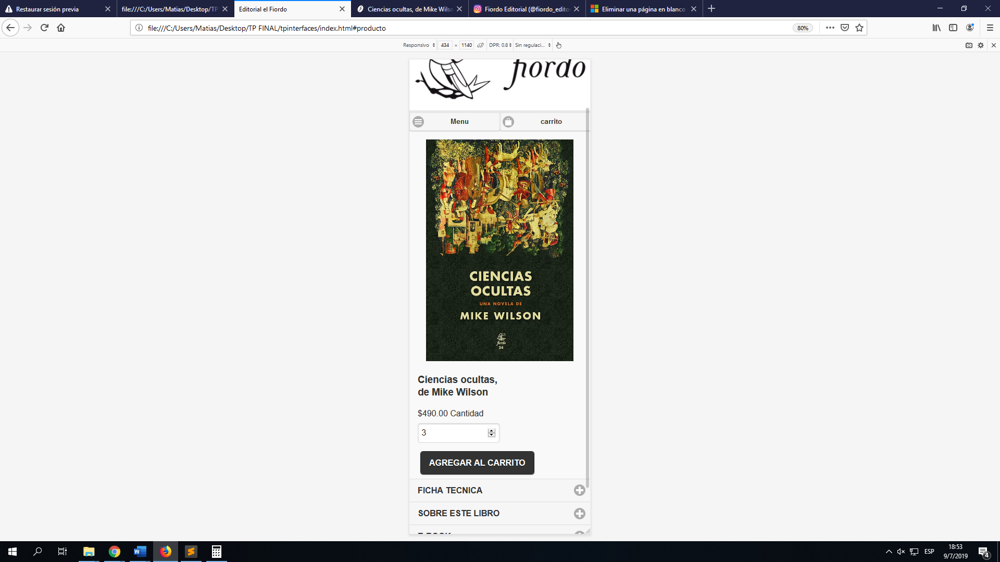 Restaurar sesión previa
file:///C:/Users/Matias/Desktop/TP
Editorial el Fiordo
Ciencias ocultas, de Mike Wilso
Fiordo Editorial (@fiordo_edito
Eliminar una página en blanco
file:///C:/Users/Matias/Desktop/TP FINAL/tpinterfaces/index.html#producto
80%
Responsivo 434 × 1140 DPR: 0.8 Sin regulaci...
fiordo
Menu
carrito
CIENCIAS
OCULTAS
UNA NOVELA DE
MIKE WILSON
fiordo
24
Ciencias ocultas,
de Mike Wilson
$490.00 Cantidad
3
AGREGAR AL CARRITO
FICHA TECNICA
SOBRE ESTE LIBRO
E-BOOK
ESP
18:53
9/7/2019
4